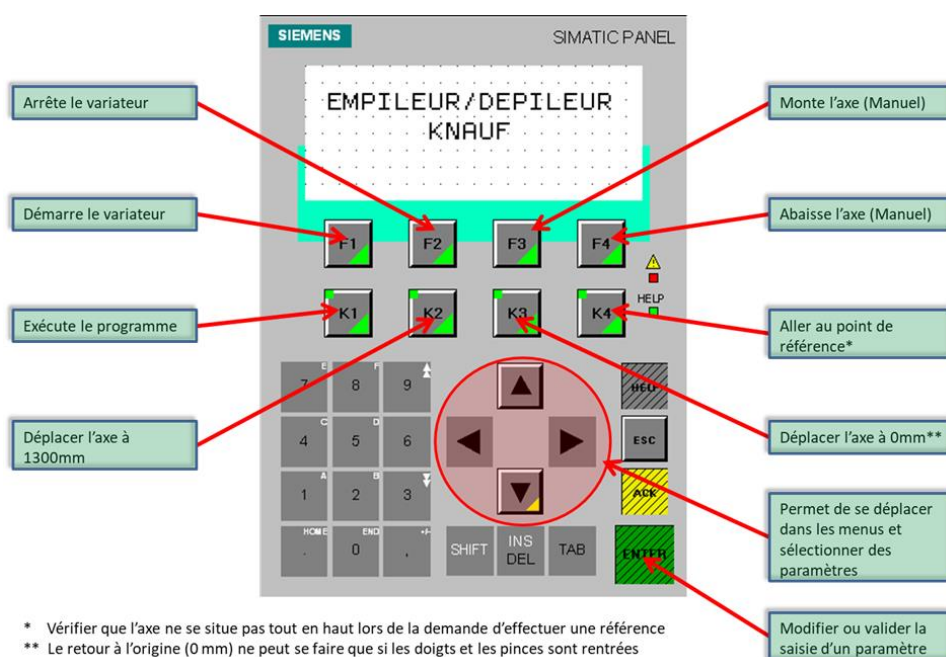 SIEMENS
SIMATIC PANEL
EMPILEUR/DEPILEUR
KNAUF
Arrête le variateur
Monte l'axe (Manuel)
Démarre le variateur
Abaisse l'axe (Manuel)
F1 F2 F3 F4
HELP
K1 K2 K3 K4
Exécute le programme
Aller au point de
référence*
E F
7 8 9
HELP
C D
4 5 6
ESC
Déplacer l'axe à
1300mm
Déplacer l'axe à 0mm**
A B
1 2 3
ACK
Permet de se déplacer
dans les menus et
sélectionner des
paramètres
HOME END +/-
. 0 ,
SHIFT
INS
DEL
TAB
ENTER
Modifier ou valider la
saisie d'un paramètre
* Vérifier que l'axe ne se situe pas tout en haut lors de la demande d'effectuer une référence
** Le retour à l'origine (0 mm) ne peut se faire que si les doigts et les pinces sont rentrées